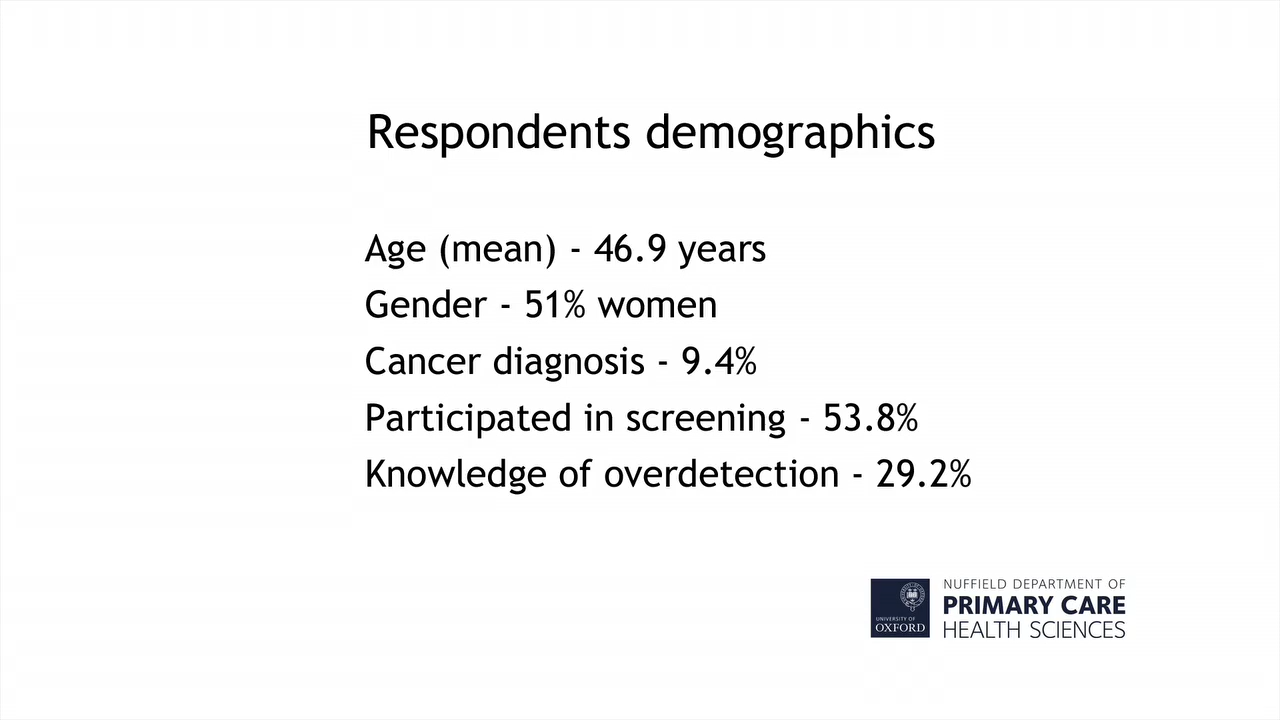 Respondents demographics
Age (mean) - 46.9 years
Gender - 51% women
Cancer diagnosis - 9.4%
Participated in screening - 53.8%
Knowledge of overdetection - 29.2%
UNIVERSITY OF
OXFORD
NUFFIELD DEPARTMENT OF
PRIMARY CARE
HEALTH SCIENCES